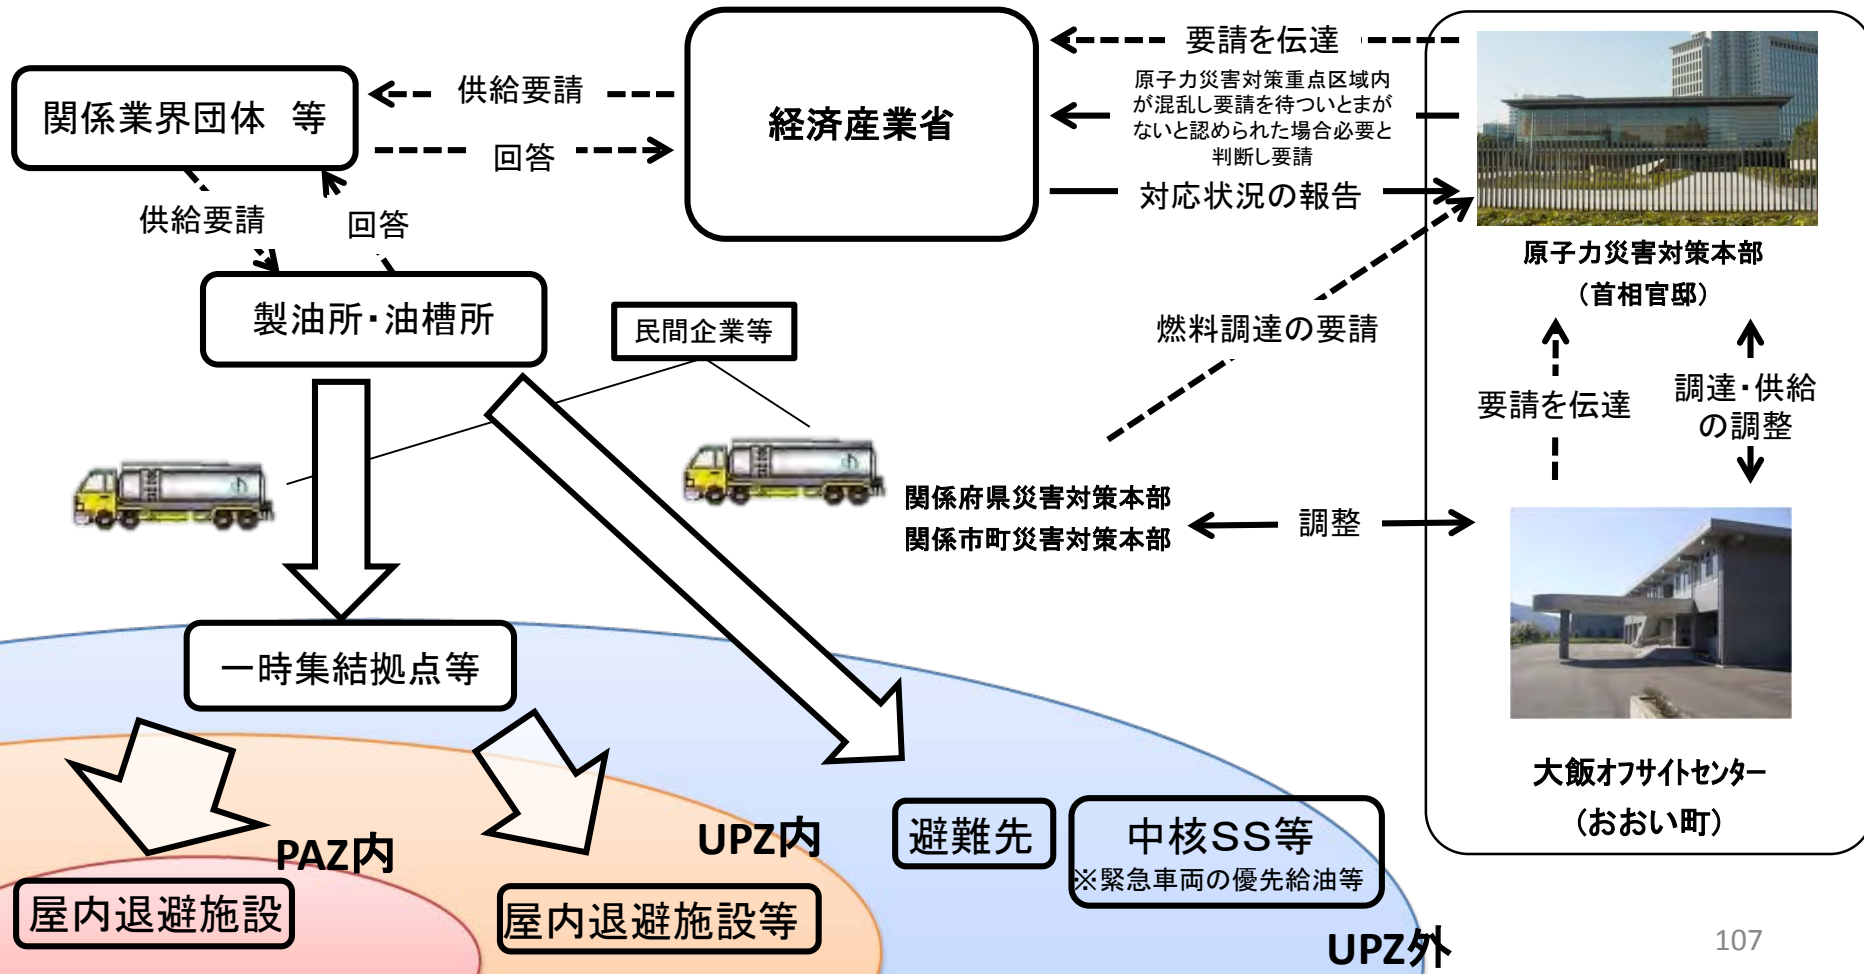 要請を伝達
原子力災害対策重点区域内
が混乱し要請を待ついとまが
ないと認められた場合必要と
判断し要請
対応状況の報告
供給要請
関係業界団体　等
回答
経済産業省
供給要請
回答
原子力災害対策本部
（首相官邸）
製油所・油槽所
民間企業等
燃料調達の要請
要請を伝達
調達・供給
の調整
関係府県災害対策本部
関係市町災害対策本部
調整
一時集結拠点等
大飯オフサイトセンター
（おおい町）
PAZ内
UPZ内
避難先
中核SS等
※緊急車両の優先給油等
屋内退避施設
屋内退避施設等
UPZ外
107